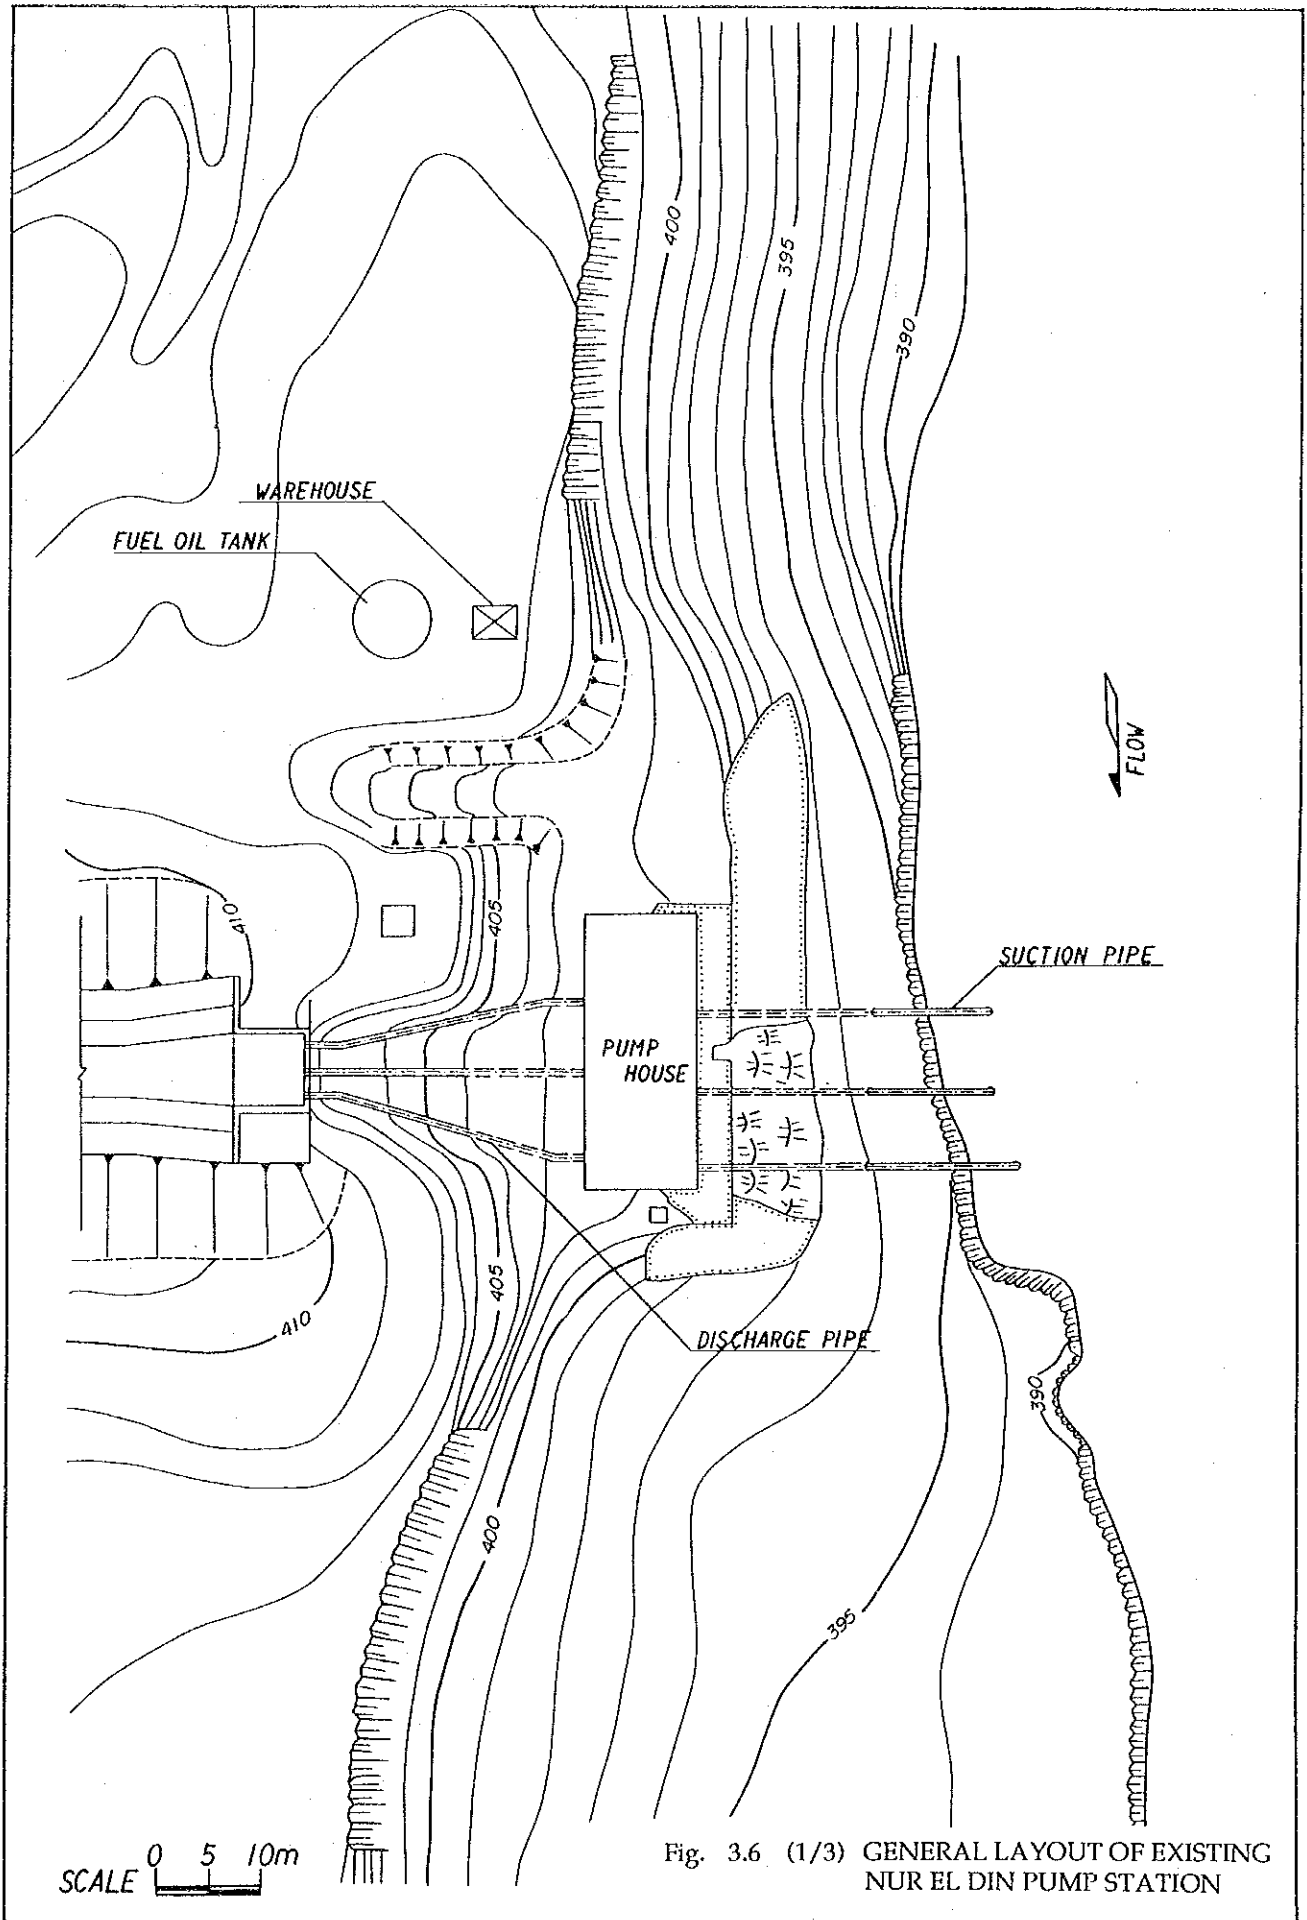 400
395
390
WAREHOUSE
FUEL OIL TANK
FLOW
405
410
SUCTION PIPE
PUMP
HOUSE
405
410
DISCHARGE PIPE
390
400
395
SCALE 0 5 10m
Fig. 3.6 (1/3) GENERAL LAYOUT OF EXISTING
NUR EL DIN PUMP STATION